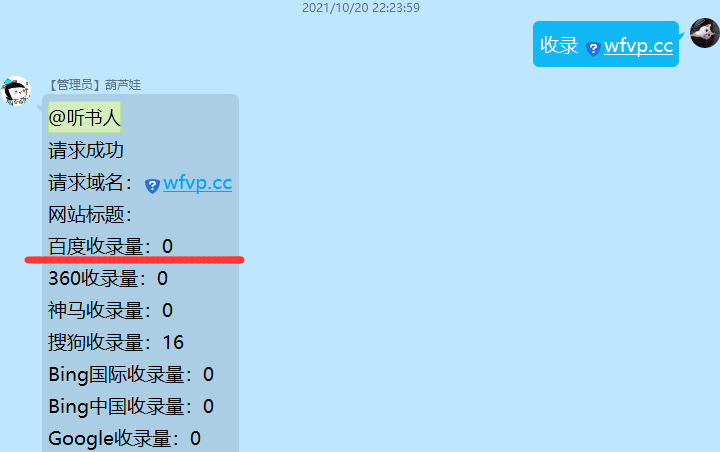 2021/10/20 22:23:59
收录 wfvp.cc
【管理员】葫芦娃
@听书人
请求成功
请求域名：wfvp.cc
网站标题：
百度收录量：0
360收录量：0
神马收录量：0
搜狗收录量：16
Bing国际收录量：0
Bing中国收录量：0
Google收录量：0